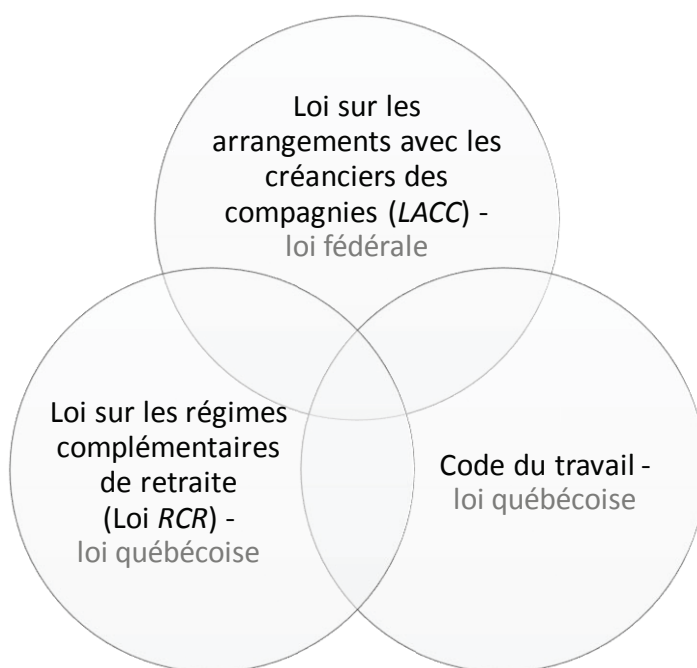 Loi sur les
arrangements avec les
créanciers des
compagnies (LACC) -
loi fédérale
Loi sur les régimes
complémentaires
de retraite
(Loi RCR) -
loi québécoise
Code du travail -
loi québécoise